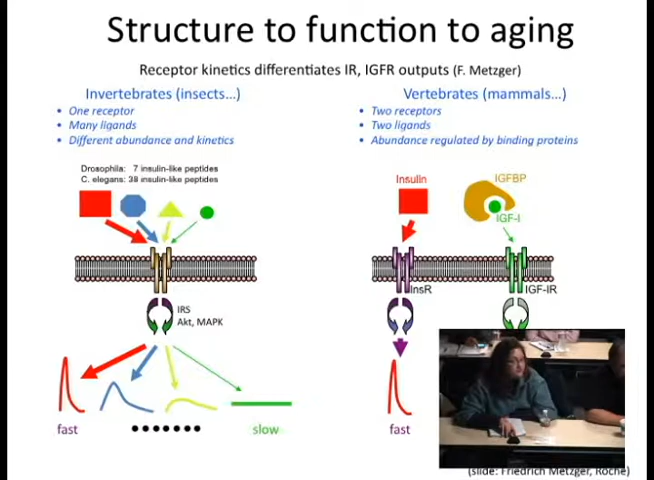 Structure to function to aging
Receptor kinetics differentiates IR, IGFR outputs (F. Metzger)
Invertebrates (insects…)
• One receptor
• Many ligands
• Different abundance and kinetics
Drosophila: 7 insulin-like peptides
C. elegans: 38 insulin-like peptides
IRS
Akt, MAPK
fast
slow
Vertebrates (mammals…)
• Two receptors
• Two ligands
• Abundance regulated by binding proteins
Insulin
IGFBP
IGF-I
InsR
IGF-IR
fast
(slide: Friedrich Metzger, Roche)